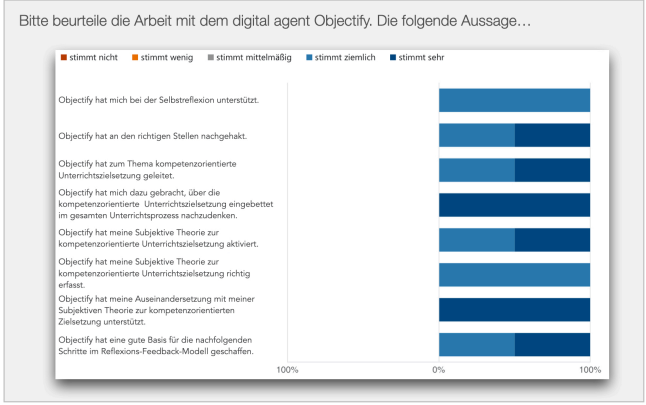 Bitte beurteile die Arbeit mit dem digital agent Objectify. Die folgende Aussage…
stimmt nicht stimmt wenig stimmt mittelmäßig stimmt ziemlich stimmt sehr
Objectify hat mich bei der Selbstreflexion unterstützt.
Objectify hat an den richtigen Stellen nachgehakt.
Objectify hat zum Thema kompetenzorientierte
Unterrichtszielsetzung geleitet.
Objectify hat mich dazu gebracht, über die
kompetenzorientierte Unterrichtszielsetzung eingebettet
im gesamten Unterrichtsprozess nachzudenken.
Objectify hat meine Subjektive Theorie zur
kompetenzorientierte Unterrichtszielsetzung aktiviert.
Objectify hat meine Subjektive Theorie zur
kompetenzorientierte Unterrichtszielsetzung richtig
erfasst.
Objectify hat meine Auseinandersetzung mit meiner
Subjektiven Theorie zur kompetenzorientierten
Zielsetzung unterstützt.
Objectify hat eine gute Basis für die nachfolgenden
Schritte im Reflexions-Feedback-Modell geschaffen.
100% 0% 100%